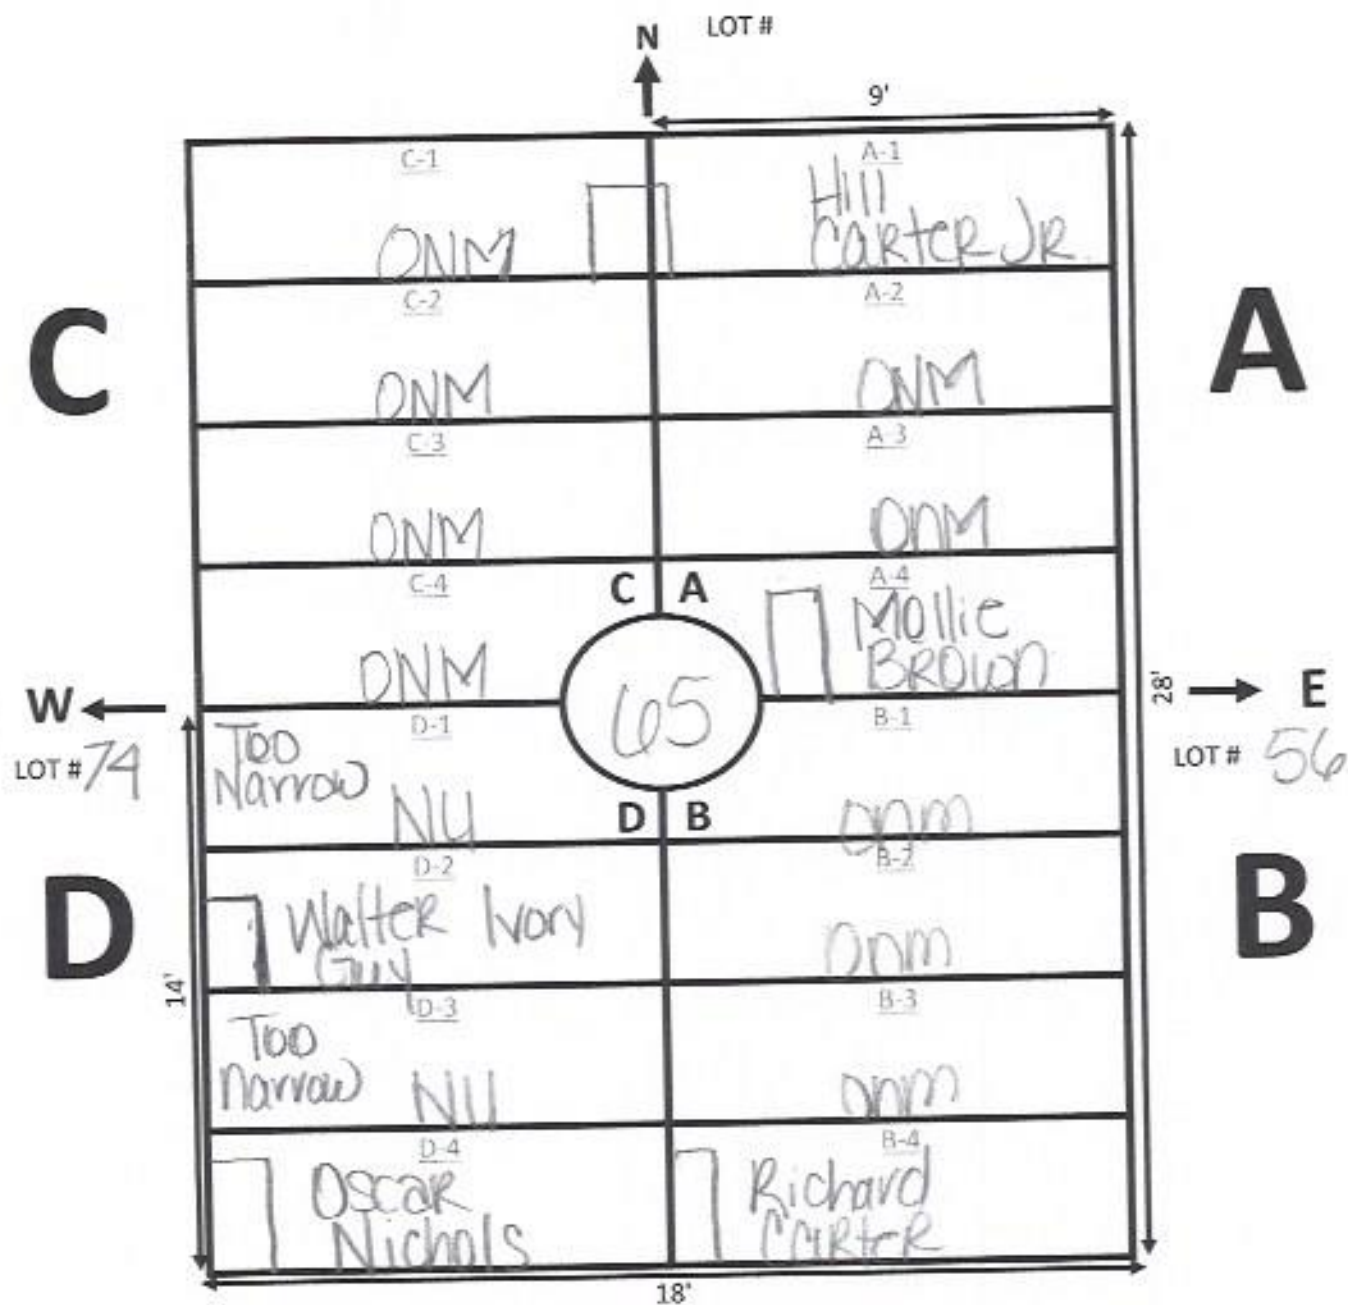 LOT #
N
9'
C-1
A-1
Hill
Carter JR.
ONM
C-2
A-2
C
A
ONM
ONM
C-3
A-3
ONM
OnM
C-4
A-4
C A
Mollie
BROWN
ONM
W
E
28'
65
D-1
B-1
LOT # 74
LOT # 56
Too
Narrow
NU
D B
onm
D-2
B-2
D
B
Walter Ivory
Guy
onm
14'
D-3
B-3
Too
Narrow
NU
onm
D-4
B-4
Oscar
Nichols
Richard
Carter
18'